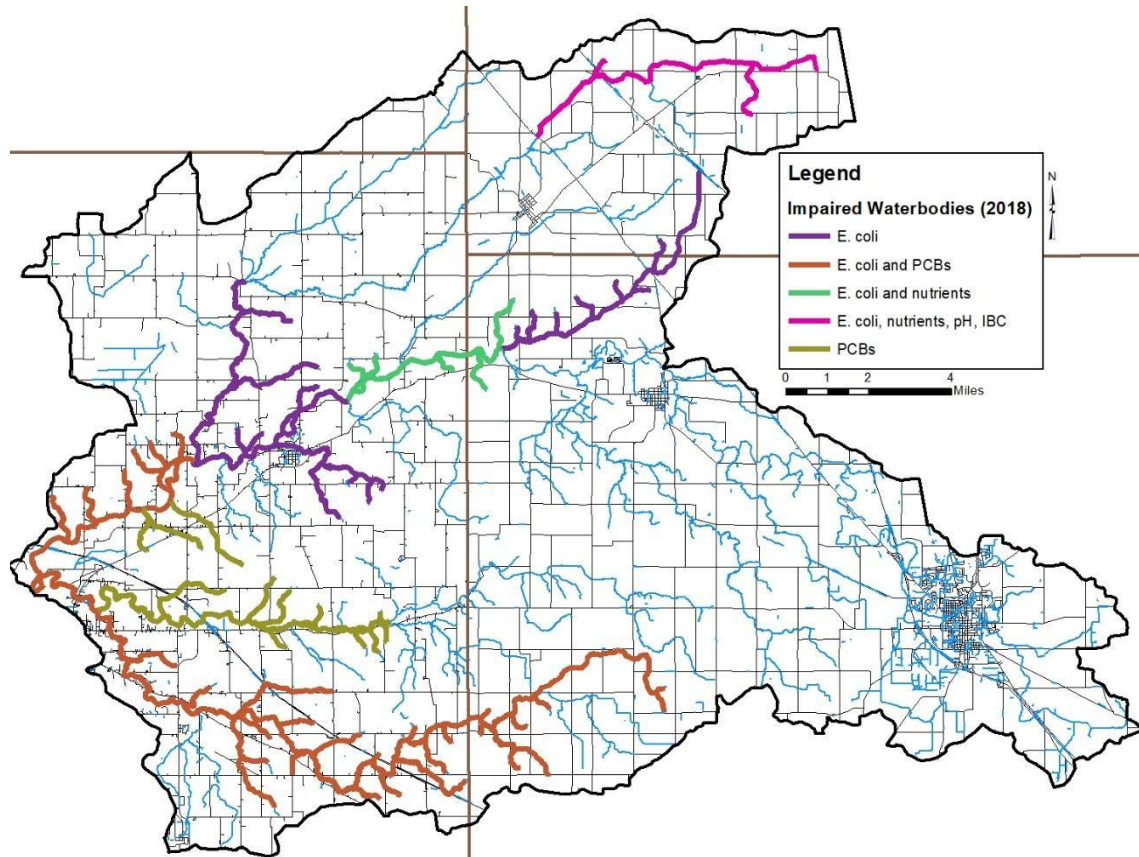 Legend
Impaired Waterbodies (2018)
E. coli
E. coli and PCBs
E. coli and nutrients
E. coli, nutrients, pH, IBC
PCBs
0 2 4
Miles
N